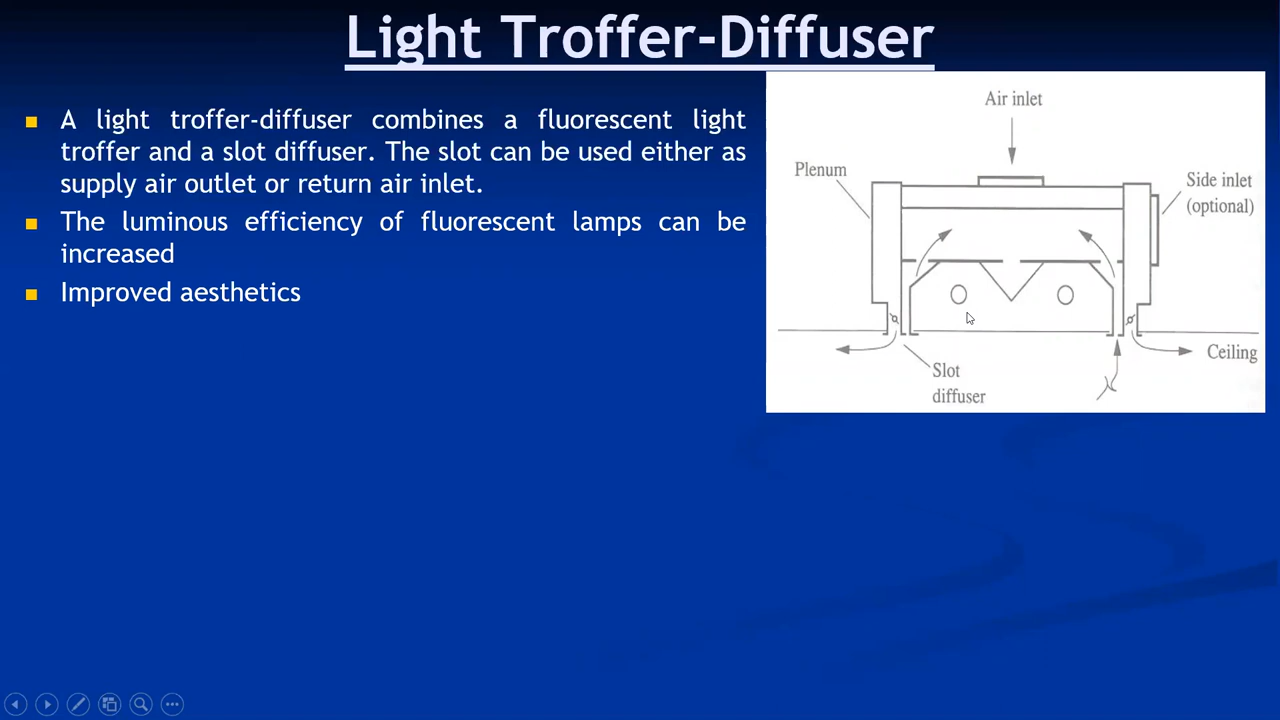 Light Troffer-Diffuser
A light troffer-diffuser combines a fluorescent light
troffer and a slot diffuser. The slot can be used either as
supply air outlet or return air inlet.
The luminous efficiency of fluorescent lamps can be
increased
Improved aesthetics
Air inlet
Plenum
Side inlet
(optional)
Ceiling
Slot
diffuser